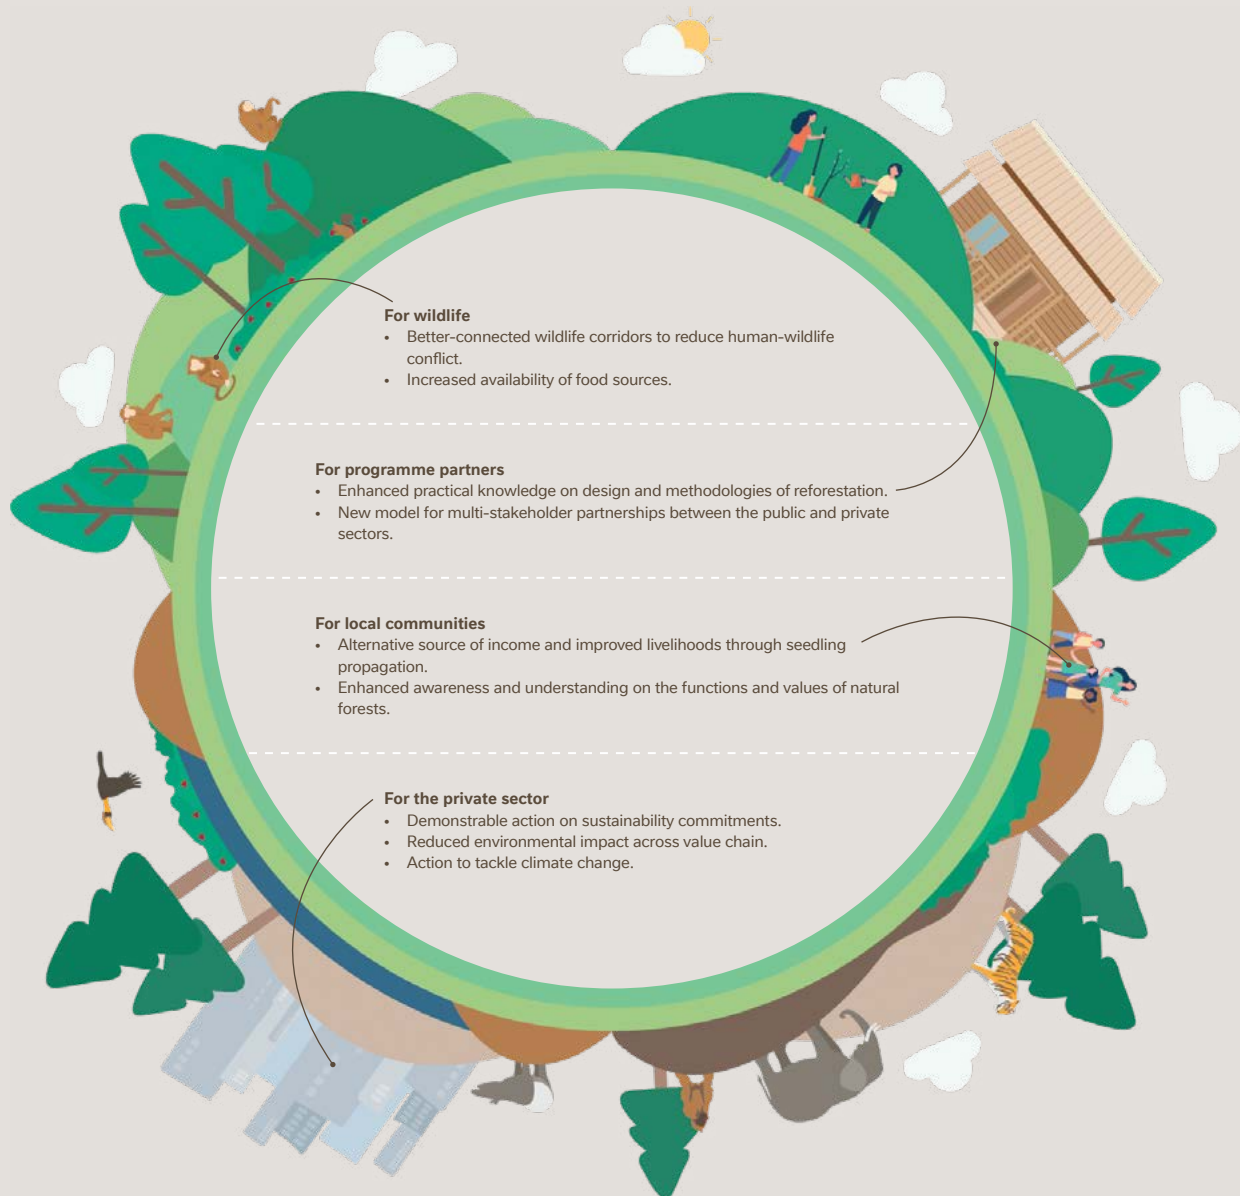 For wildlife
• Better-connected wildlife corridors to reduce human-wildlife
conflict.
• Increased availability of food sources.
For programme partners
• Enhanced practical knowledge on design and methodologies of reforestation.
• New model for multi-stakeholder partnerships between the public and private
sectors.
For local communities
• Alternative source of income and improved livelihoods through seedling
propagation.
• Enhanced awareness and understanding on the functions and values of natural
forests.
For the private sector
• Demonstrable action on sustainability commitments.
• Reduced environmental impact across value chain.
• Action to tackle climate change.